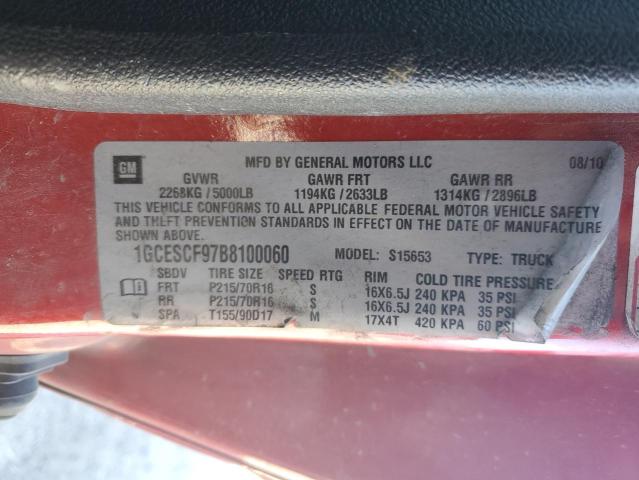 GM
MFD BY GENERAL MOTORS LLC 08/10
GVWR GAWR FRT GAWR RR
2268KG / 5000LB 1194KG / 2633LB 1314KG / 2896LB
THIS VEHICLE CONFORMS TO ALL APPLICABLE FEDERAL MOTOR VEHICLE SAFETY
AND THEFT PREVENTION STANDARDS IN EFFECT ON THE DATE OF MANUFACTURE
SHOWN ABOVE.
1GCESCF97B8100060 MODEL: S15653 TYPE: TRUCK
SBDV TIRE SIZE SPEED RTG RIM COLD TIRE PRESSURE
FRT P215/70R16 S 16X6.5J 240 KPA 35 PSI
RR P215/70R16 S 16X6.5J 240 KPA 35 PSI
SPA T155/90D17 M 17X4T 420 KPA 60 PSI